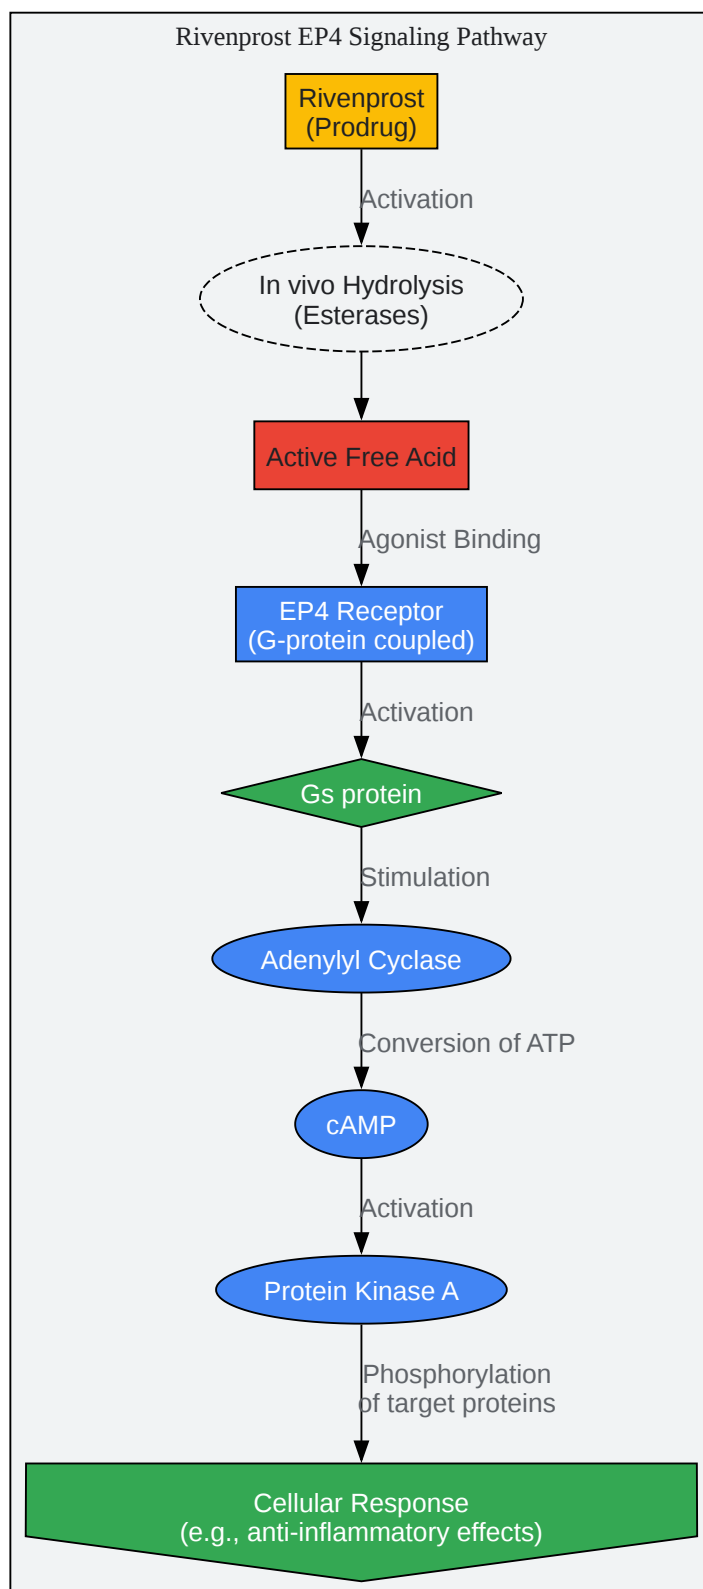 Rivenprost EP4 Signaling Pathway
Rivenprost
(Prodrug)
Activation
In vivo Hydrolysis
(Esterases)
Active Free Acid
Agonist Binding
EP4 Receptor
(G-protein coupled)
Activation
Gs protein
Stimulation
Adenylyl Cyclase
Conversion of ATP
cAMP
Activation
Protein Kinase A
Phosphorylation
of target proteins
Cellular Response
(e.g., anti-inflammatory effects)